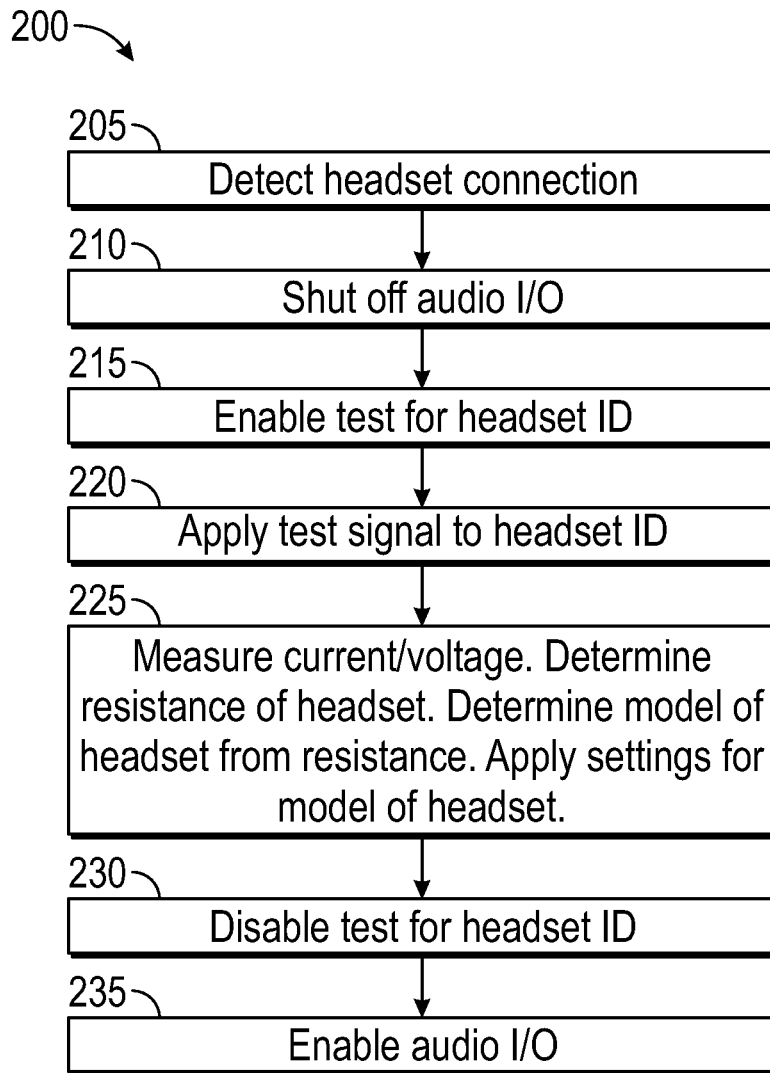 200
205
Detect headset connection
210
Shut off audio I/O
215
Enable test for headset ID
220
Apply test signal to headset ID
225
Measure current/voltage. Determine
resistance of headset. Determine model of
headset from resistance. Apply settings for
model of headset.
230
Disable test for headset ID
235
Enable audio I/O